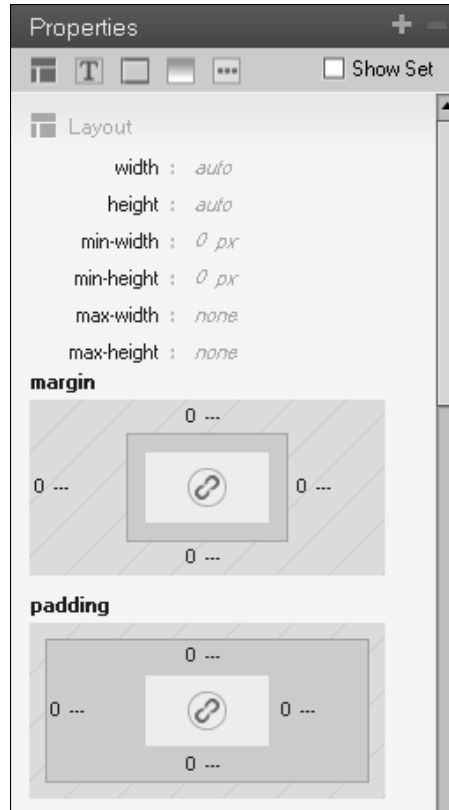 Properties
T Show Set
Layout
width : auto
height : auto
min-width : 0 px
min-height : 0 px
max-width : none
max-height : none
margin
0 ---
0 --- 0 ---
0 ---
padding
0 ---
0 --- 0 ---
0 ---